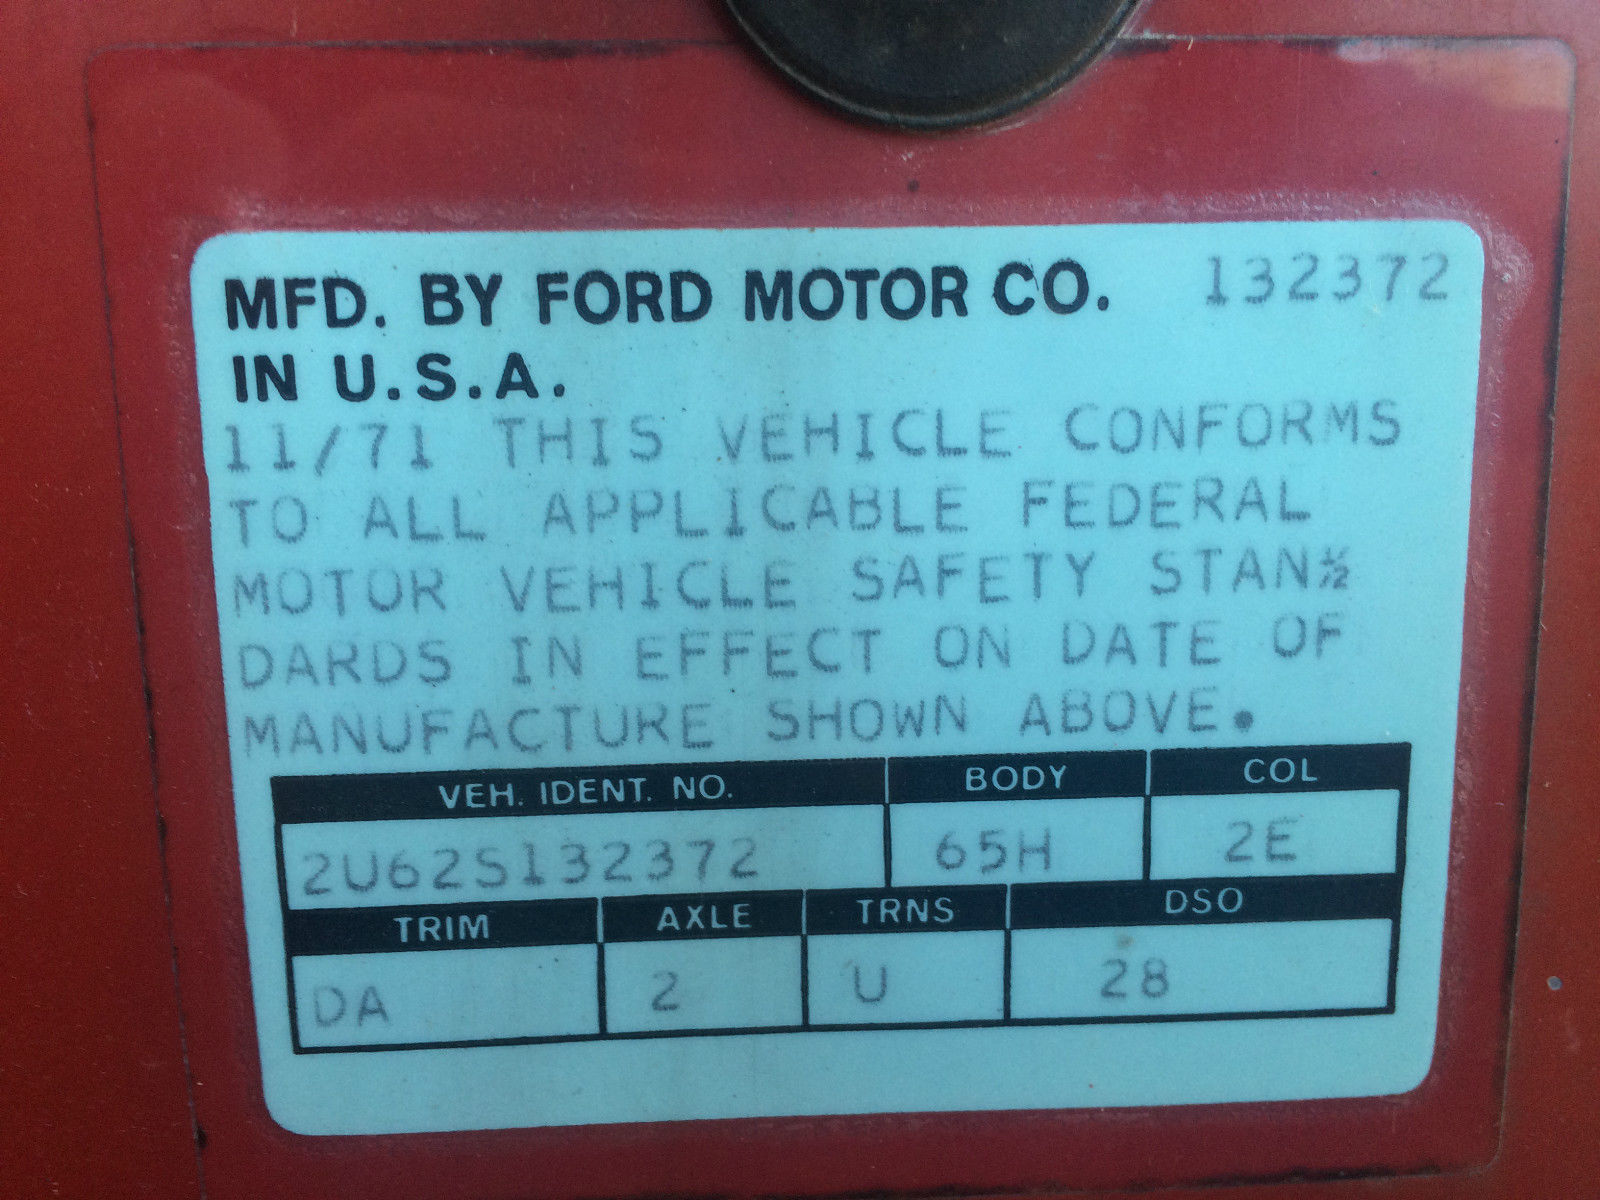 MFD. BY FORD MOTOR CO. 132372
IN U.S.A.
11/71 THIS VEHICLE CONFORMS
TO ALL APPLICABLE FEDERAL
MOTOR VEHICLE SAFETY STAN½
DARDS IN EFFECT ON DATE OF
MANUFACTURE SHOWN ABOVE.
VEH. IDENT. NO. BODY COL
2U62S132372 65H 2E
TRIM AXLE TRNS DSO
DA 2 U 28